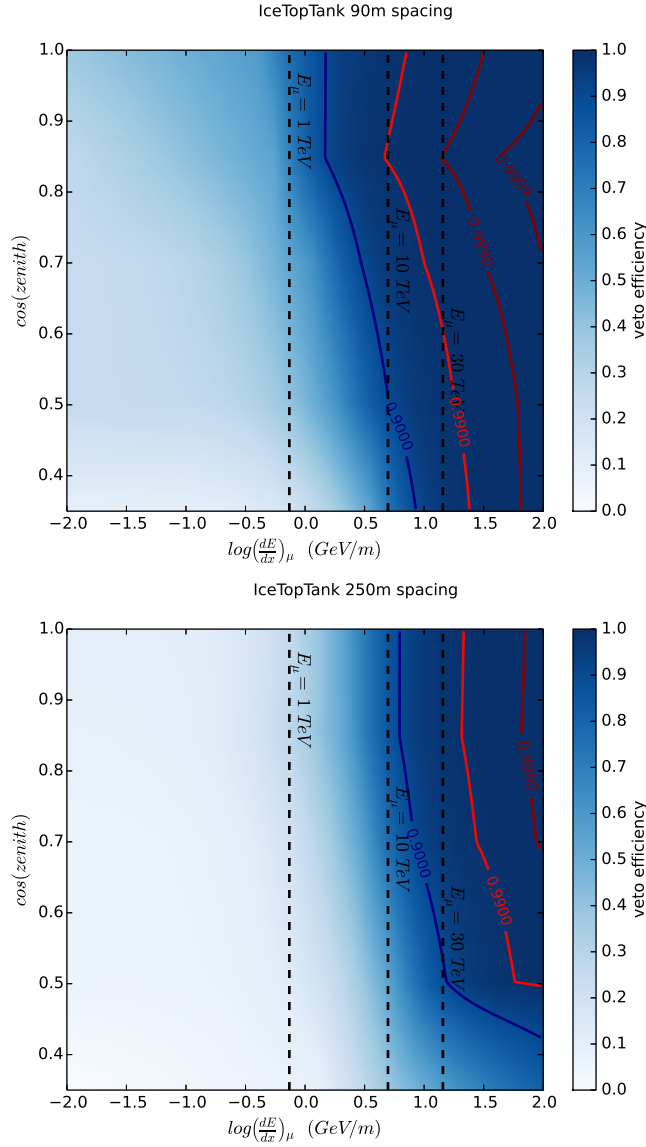 IceTopTank 90m spacing
1.0
0.9
0.8
0.7
0.6
0.5
0.4
cos(zenith)
−2.0 −1.5 −1.0 −0.5 0.0 0.5 1.0 1.5 2.0
log(dE/dx)μ (GeV/m)
Eμ = 1 TeV
Eμ = 10 TeV
Eμ = 30 TeV
0.9000
0.9900
0.9990
0.9999
1.0
0.9
0.8
0.7
0.6
0.5
0.4
0.3
0.2
0.1
0.0
veto efficiency
IceTopTank 250m spacing
1.0
0.9
0.8
0.7
0.6
0.5
0.4
cos(zenith)
−2.0 −1.5 −1.0 −0.5 0.0 0.5 1.0 1.5 2.0
log(dE/dx)μ (GeV/m)
Eμ = 1 TeV
Eμ = 10 TeV
Eμ = 30 TeV
0.9000
0.9900
0.9990
1.0
0.9
0.8
0.7
0.6
0.5
0.4
0.3
0.2
0.1
0.0
veto efficiency